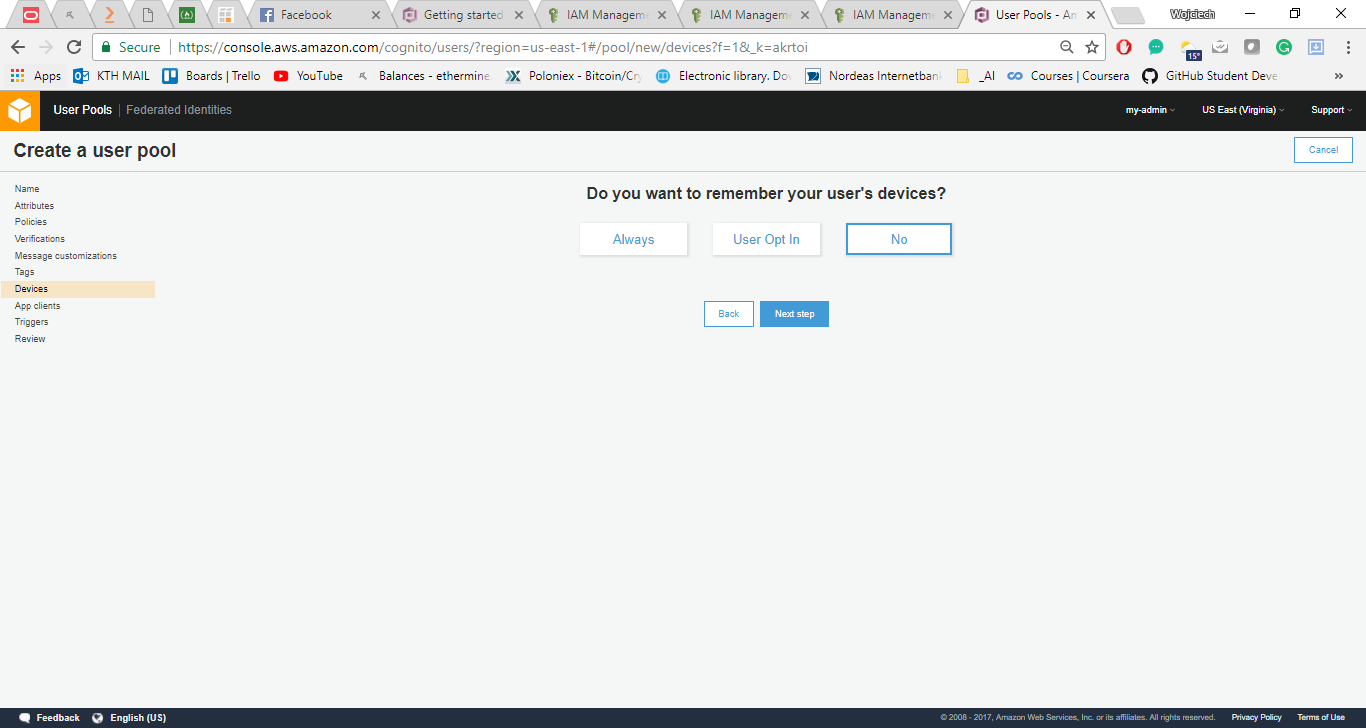 Facebook
Getting started
IAM Managem
IAM Managem
IAM Managem
User Pools - Am
Wojciech
Secure
https://console.aws.amazon.com/cognito/users/?region=us-east-1#/pool/new/devices?f=1&_k=akrtoi
15°
Apps
KTH MAIL
Boards | Trello
YouTube
Balances - ethermine.
Poloniex - Bitcoin/Cry
Electronic library. Do
Nordeas Internetban
_AI
Courses | Coursera
GitHub Student Deve
»
User Pools | Federated Identities
my-admin
US East (Virginia)
Support
Create a user pool
Cancel
Name
Attributes
Policies
Verifications
Message customizations
Tags
Devices
App clients
Triggers
Review
Do you want to remember your user's devices?
Always
User Opt In
No
Back
Next step
Feedback
English (US)
© 2008 - 2017, Amazon Web Services, Inc. or its affiliates. All rights reserved.
Privacy Policy
Terms of Use